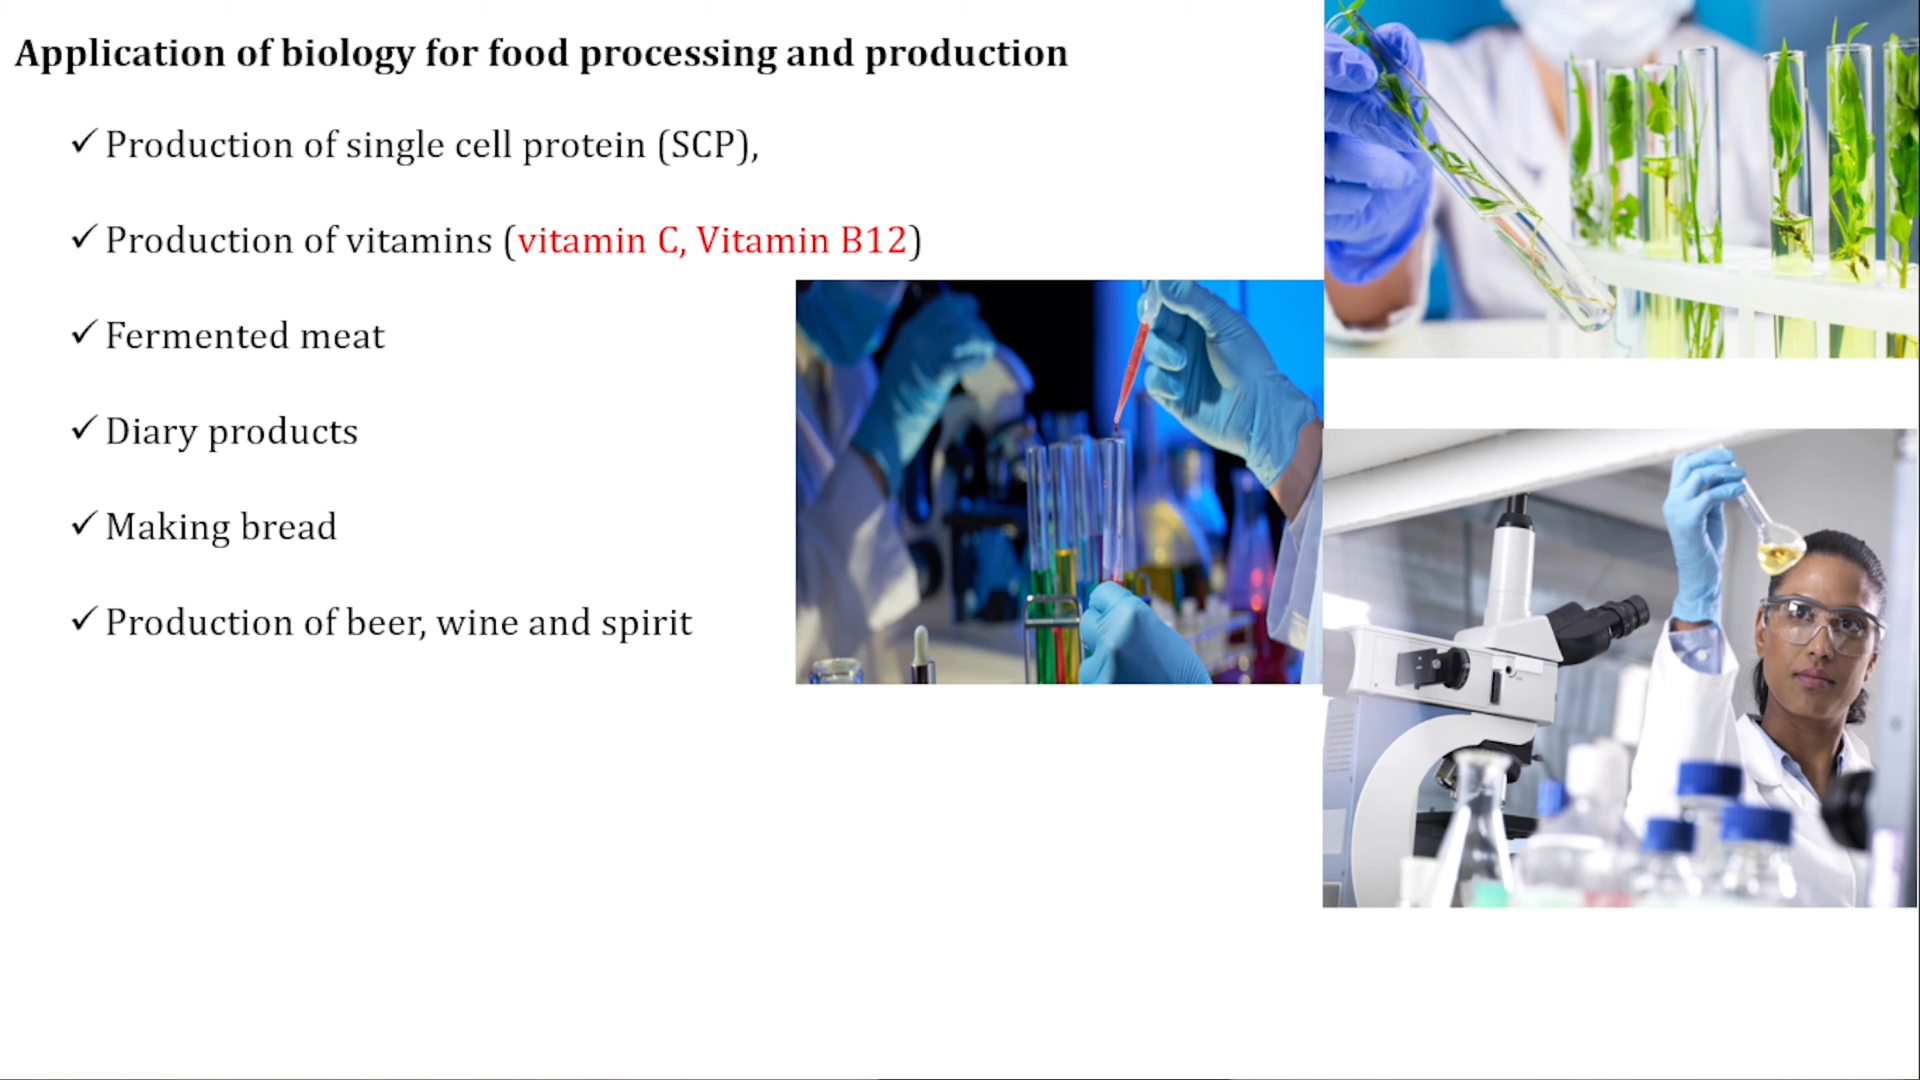 Application of biology for food processing and production
✓ Production of single cell protein (SCP),
✓ Production of vitamins (vitamin C, Vitamin B12)
✓ Fermented meat
✓ Diary products
✓ Making bread
✓ Production of beer, wine and spirit